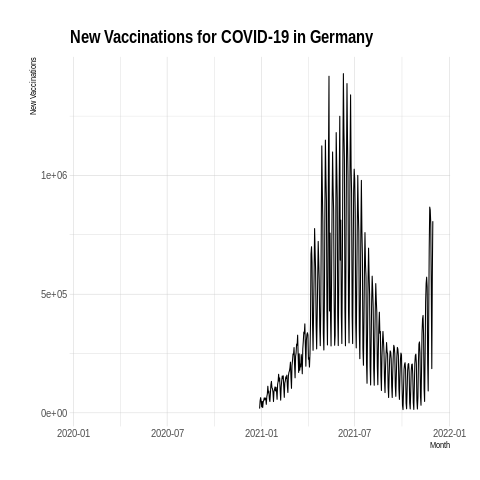 New Vaccinations for COVID-19 in Germany
New Vaccinations
1e+06
5e+05
0e+00
2020-01 2020-07 2021-01 2021-07 2022-01
Month